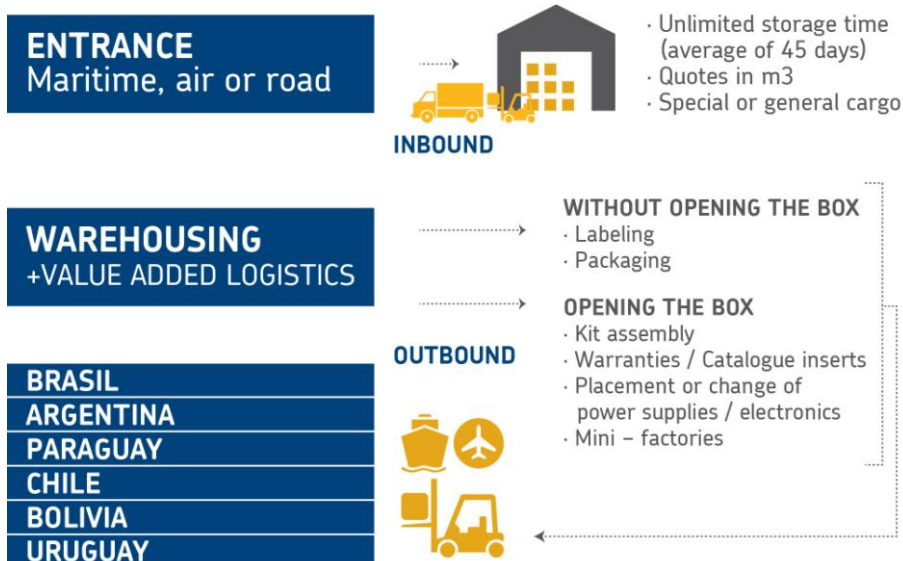 ENTRANCE
Maritime, air or road
INBOUND
· Unlimited storage time
(average of 45 days)
· Quotes in m3
· Special or general cargo
WAREHOUSING
+VALUE ADDED LOGISTICS
WITHOUT OPENING THE BOX
· Labeling
· Packaging
OPENING THE BOX
· Kit assembly
· Warranties / Catalogue inserts
· Placement or change of
power supplies / electronics
· Mini – factories
OUTBOUND
BRASIL
ARGENTINA
PARAGUAY
CHILE
BOLIVIA
URUGUAY